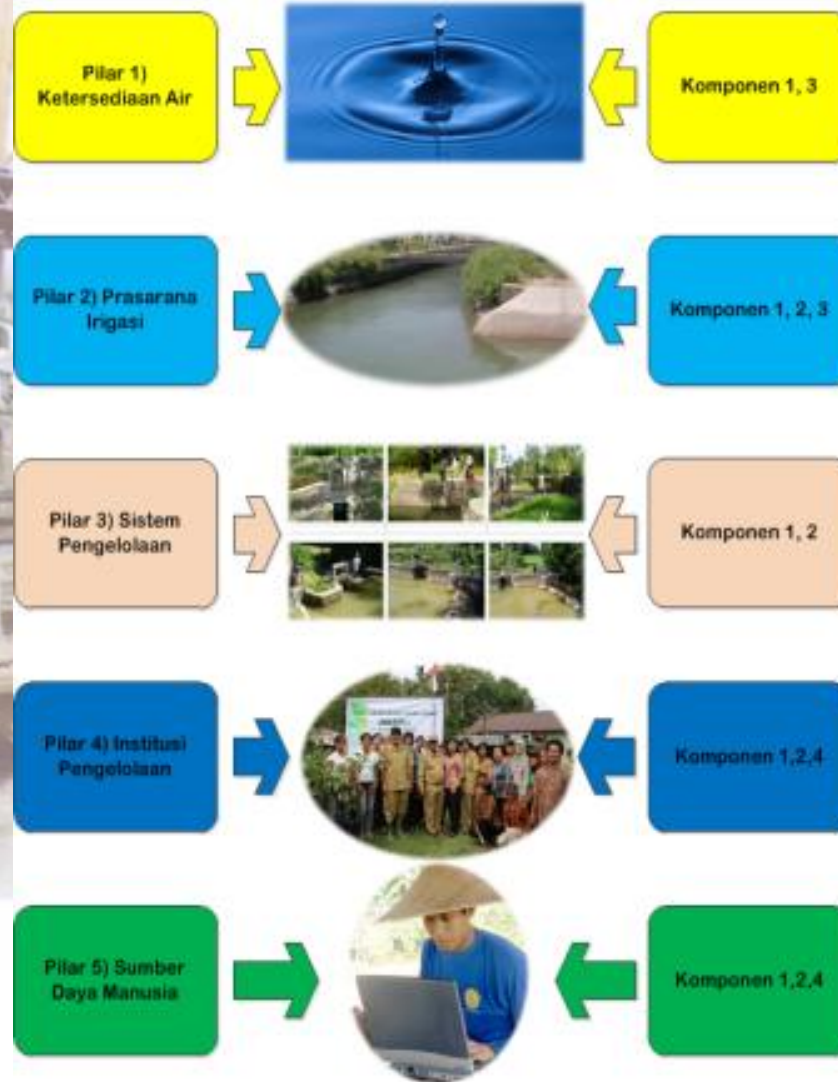 Pilar 1)
Ketersediaan Air
Komponen 1, 3
Pilar 2) Prasarana
Irigasi
Komponen 1, 2, 3
Pilar 3) Sistem
Pengelolaan
Komponen 1, 2
Pilar 4) Institusi
Pengelolaan
Komponen 1,2,4
Pilar 5) Sumber
Daya Manusia
Komponen 1,2,4